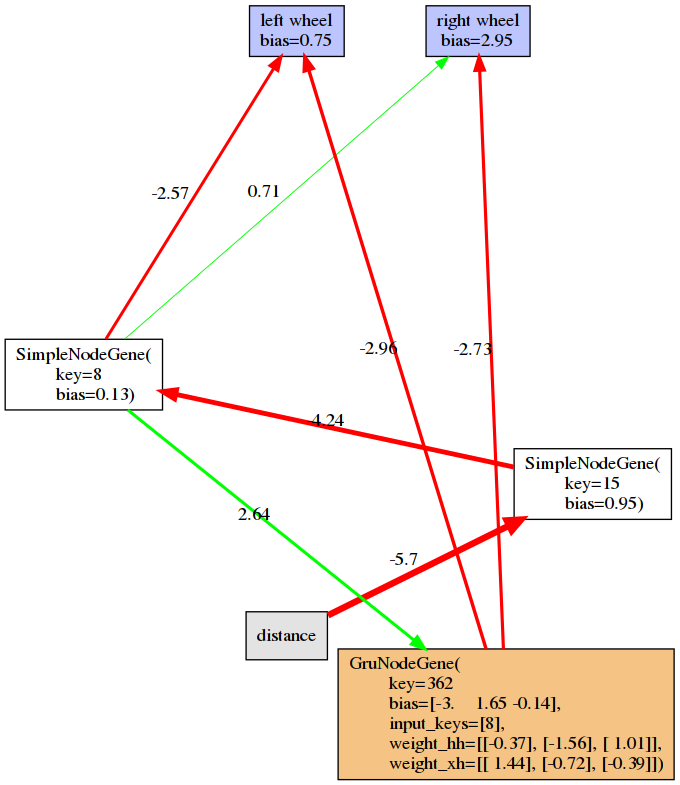 left wheel
bias=0.75
right wheel
bias=2.95
-2.57
0.71
-2.96
-2.73
SimpleNodeGene(
key=8
bias=0.13)
-4.24
SimpleNodeGene(
key=15
bias=0.95)
2.64
-5.7
distance
GruNodeGene(
key=362
bias=[-3. 1.65 -0.14],
input_keys=[8],
weight_hh=[[-0.37], [-1.56], [ 1.01]],
weight_xh=[[ 1.44], [-0.72], [-0.39]])